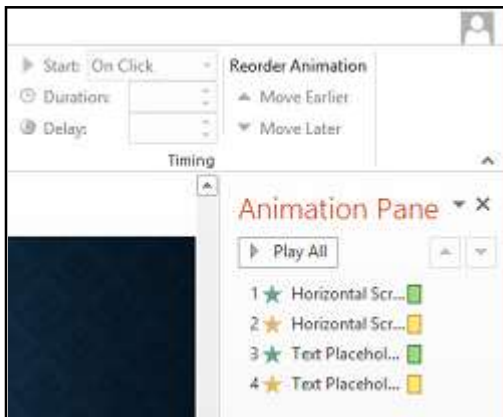 Start: On Click
Reorder Animation
Duration:
Move Earlier
Delay:
Move Later
Timing
Animation Pane
Play All
1 Horizontal Scr...
2 Horizontal Scr...
3 Text Placehol...
4 Text Placehol...